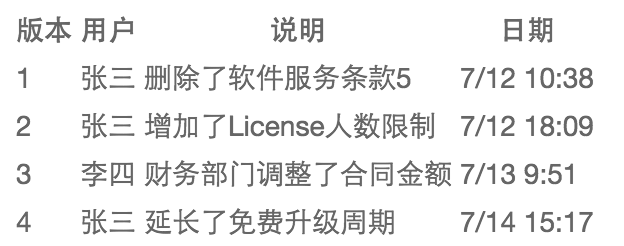 版本 用户 说明 日期
1 张三 删除了软件服务条款5 7/12 10:38
2 张三 增加了License人数限制 7/12 18:09
3 李四 财务部门调整了合同金额 7/13 9:51
4 张三 延长了免费升级周期 7/14 15:17